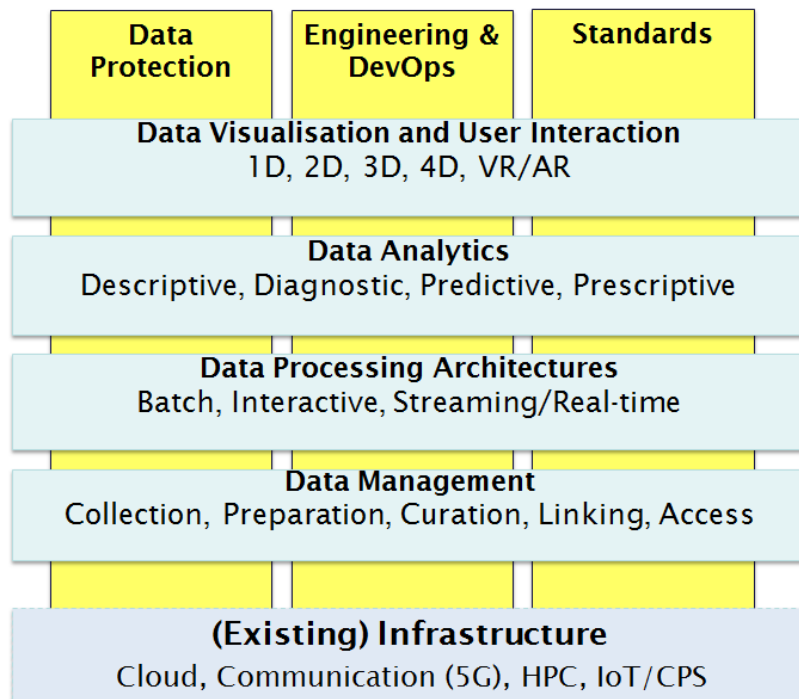 Data
Protection
Engineering &
DevOps
Standards
Data Visualisation and User Interaction
1D, 2D, 3D, 4D, VR/AR
Data Analytics
Descriptive, Diagnostic, Predictive, Prescriptive
Data Processing Architectures
Batch, Interactive, Streaming/Real-time
Data Management
Collection, Preparation, Curation, Linking, Access
(Existing) Infrastructure
Cloud, Communication (5G), HPC, IoT/CPS